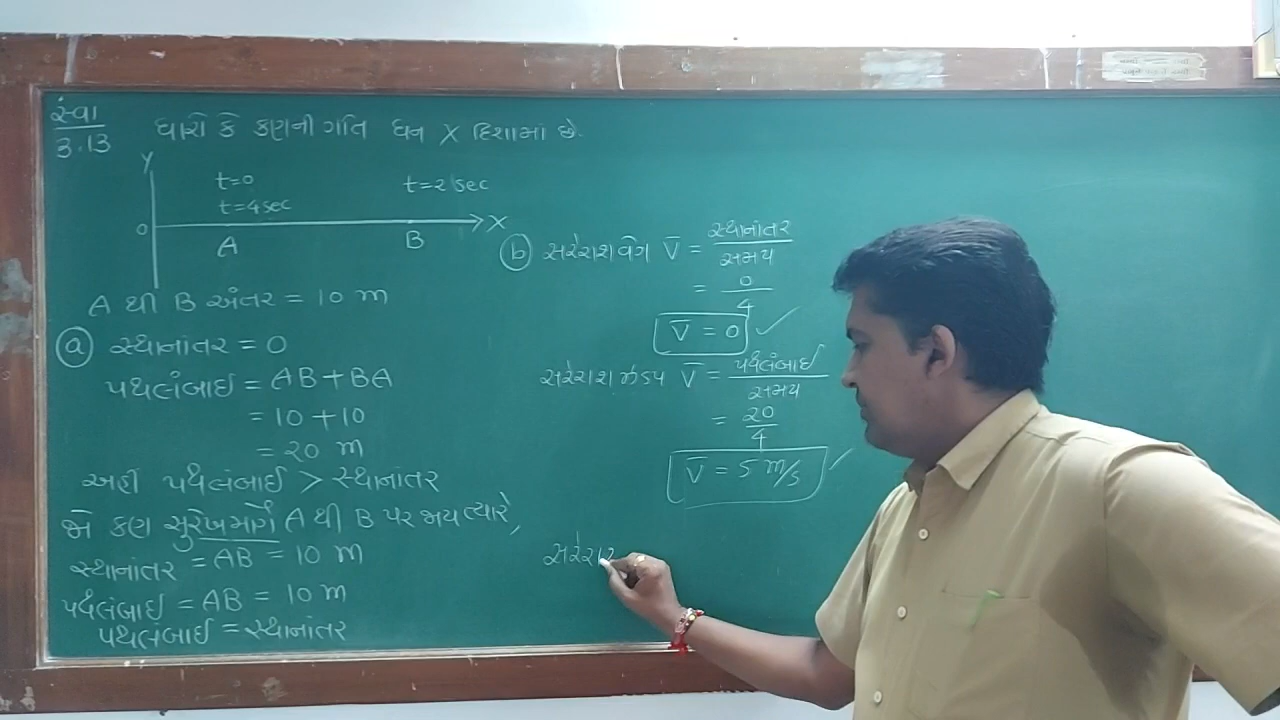 સ્વા
3.13
ધારો કે કણની ગતિ ધન X દિશામાં છે.
Y
t=0
t=4sec
t=2 sec
0
X
A
B
A થી B અંતર = 10 m
ⓐ સ્થાનાંતર = 0
પથલંબાઈ = AB + BA
= 10 + 10
= 20 m
અહીં પથલંબાઈ > સ્થાનાંતર
જો કણ સુરેખમાર્ગે A થી B પર જાય ત્યારે,
સ્થાનાંતર = AB = 10 m
પથલંબાઈ = AB = 10 m
પથલંબાઈ = સ્થાનાંતર
ⓑ સરેરાશ વેગ V̅ = સ્થાનાંતર / સમય
= 0 / 4
V̅ = 0 ✓
સરેરાશ ઝડપ V̅ = પથલંબાઈ / સમય
= 20 / 4
V̅ = 5 m/s ✓